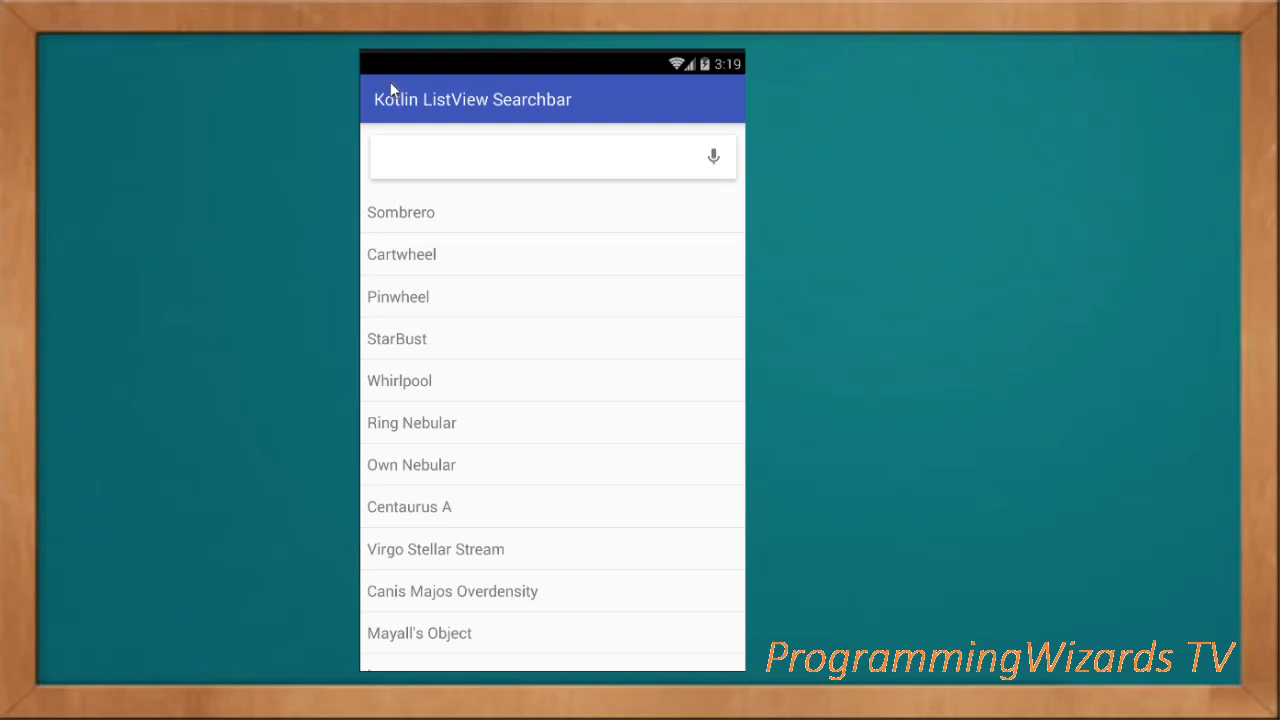 3:19
Kotlin ListView Searchbar
Sombrero
Cartwheel
Pinwheel
StarBust
Whirlpool
Ring Nebular
Own Nebular
Centaurus A
Virgo Stellar Stream
Canis Majos Overdensity
Mayall's Object
ProgrammingWizards TV